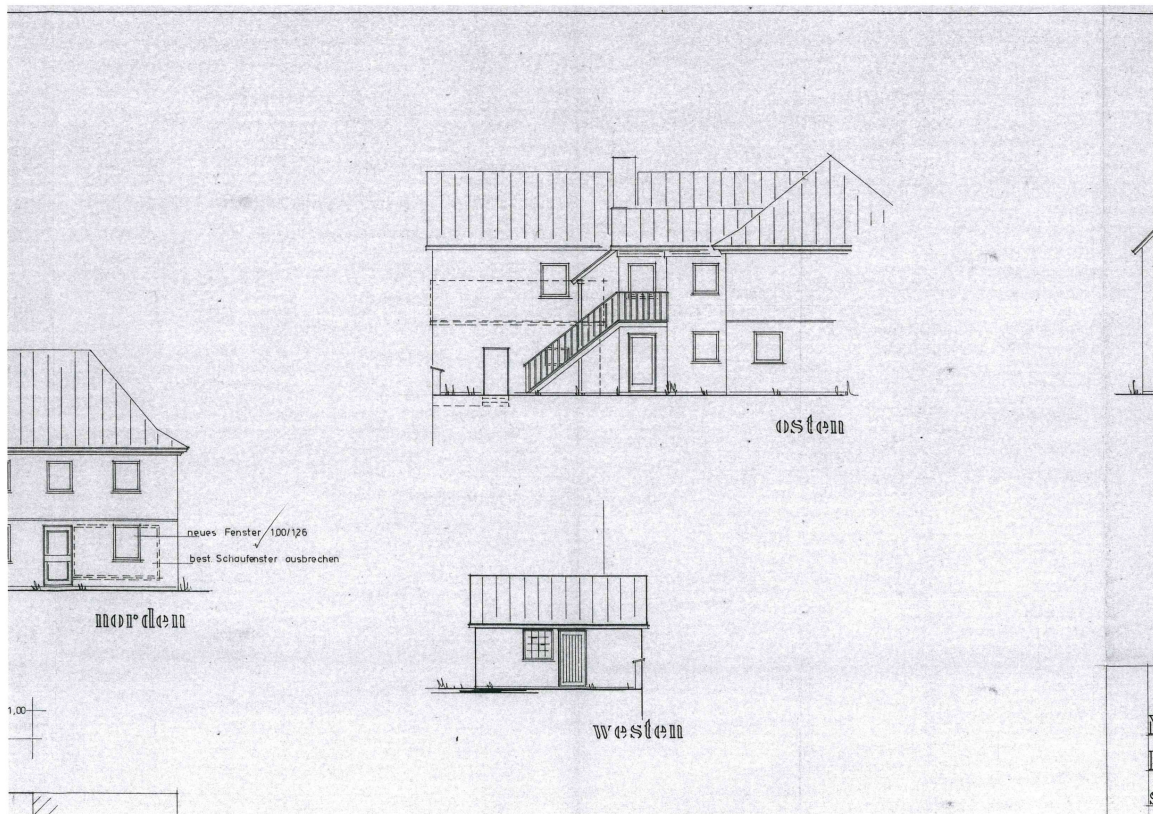 osten
neues Fenster 1,00/1,26
best. Schaufenster ausbrechen
norden
westen
1,00